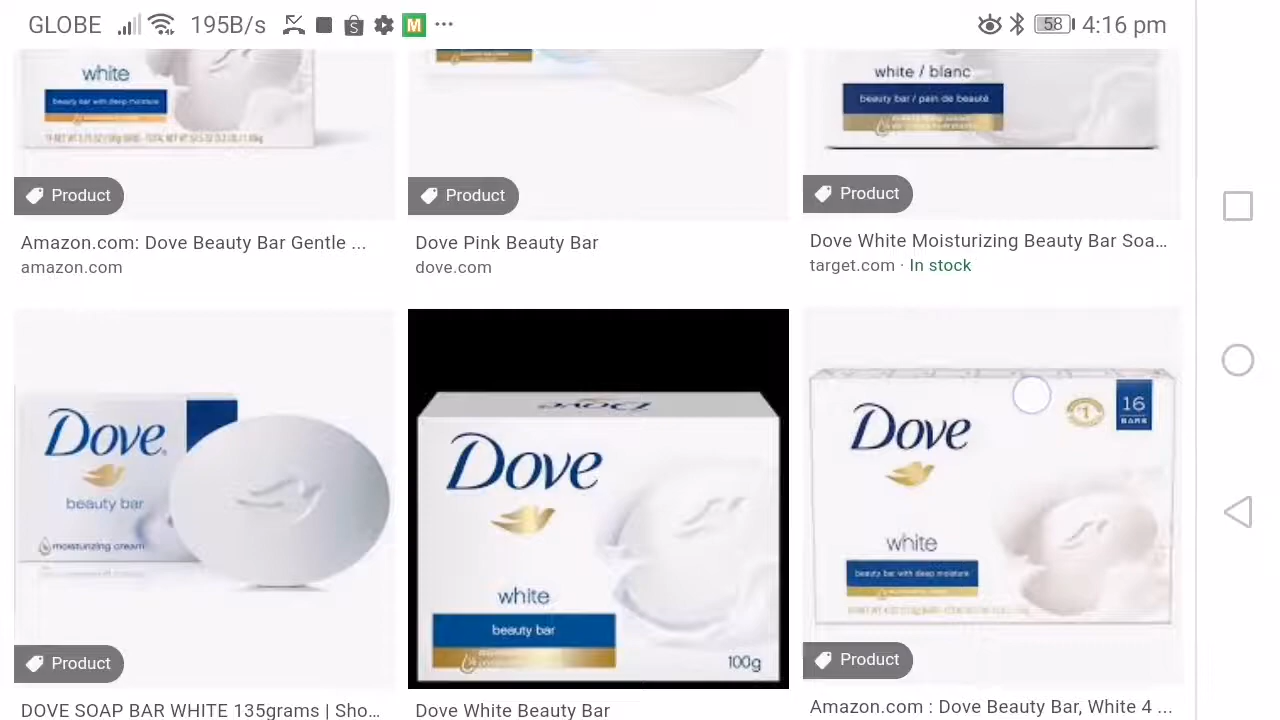 GLOBE 195B/s 58 4:16 pm
white
beauty bar with deep moisture
white / blanc
beauty bar / pain de beauté
Product
Product
Product
Amazon.com: Dove Beauty Bar Gentle ...
amazon.com
Dove Pink Beauty Bar
dove.com
Dove White Moisturizing Beauty Bar Soa...
target.com · In stock
Dove
beauty bar
moisturizing cream
Product
DOVE SOAP BAR WHITE 135grams | Sho...
Dove
Dove
white
beauty bar
100g
Dove White Beauty Bar
Dove
#1
16
BARS
white
beauty bar with deep moisture
Product
Amazon.com : Dove Beauty Bar, White 4 ...